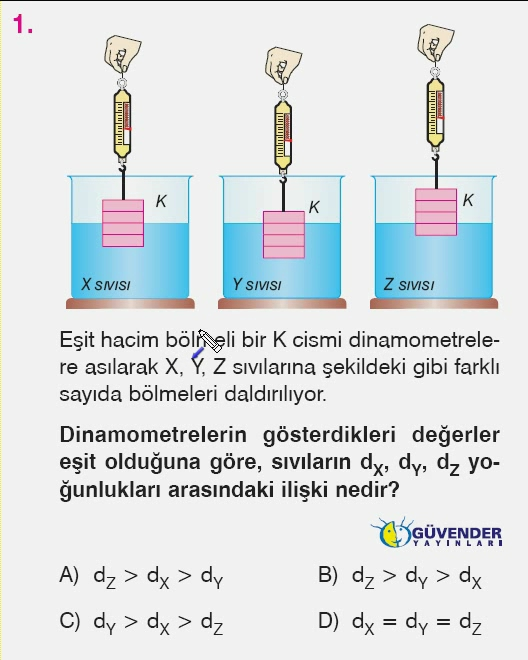 1.
K
K
K
X SIVISI
Y SIVISI
Z SIVISI
Eşit hacim bölmeli bir K cismi dinamometrele-
re asılarak X, Y, Z sıvılarına şekildeki gibi farklı
sayıda bölmeleri daldırılıyor.
Dinamometrelerin gösterdikleri değerler
eşit olduğuna göre, sıvıların dX, dY, dZ yo-
ğunlukları arasındaki ilişki nedir?
GÜVENDER
YAYINLARI
A) dZ > dX > dY
B) dZ > dY > dX
C) dY > dX > dZ
D) dX = dY = dZ